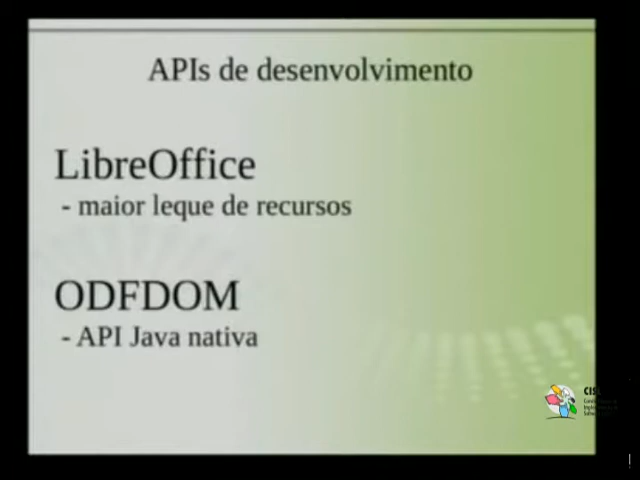 APIs de desenvolvimento
LibreOffice
- maior leque de recursos
ODFDOM
- API Java nativa